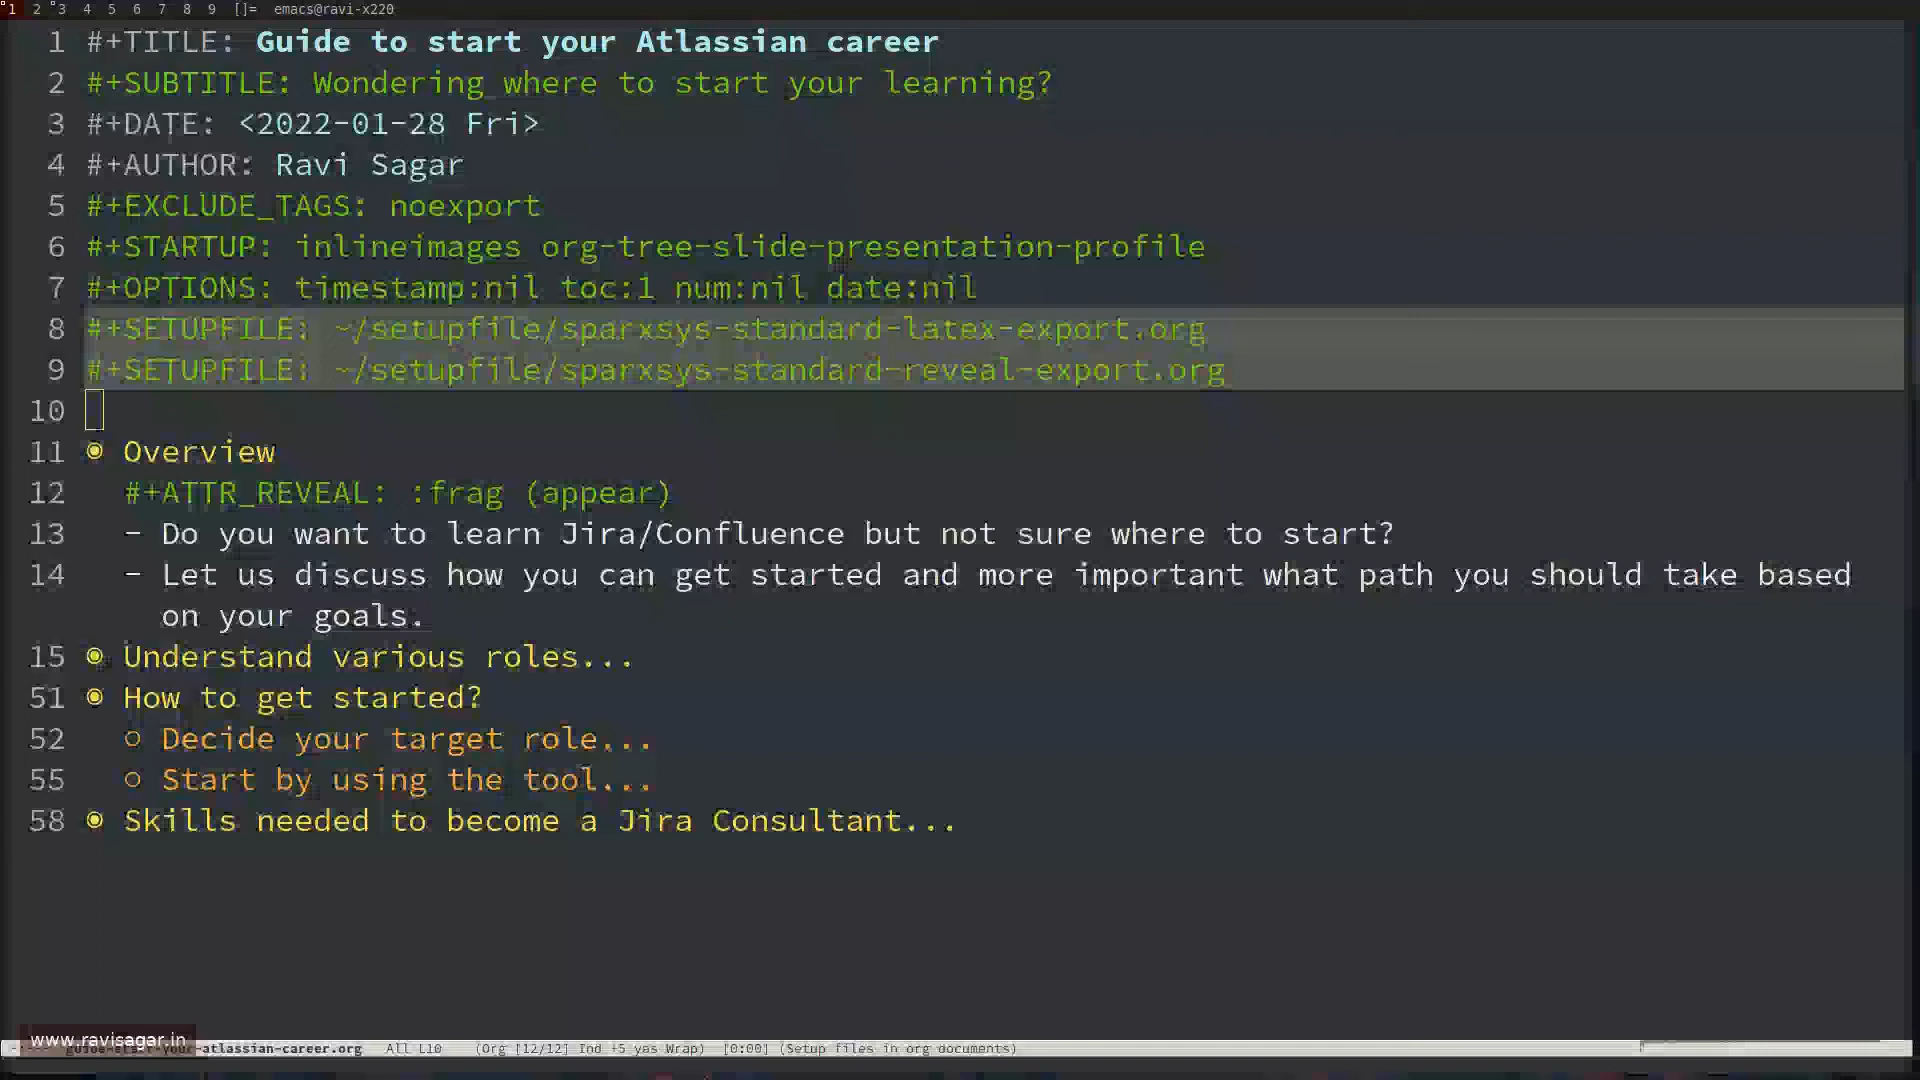 1 2 3 4 5 6 7 8 9 []= emacs@ravi-x220
1 #+TITLE: Guide to start your Atlassian career
2 #+SUBTITLE: Wondering where to start your learning?
3 #+DATE: <2022-01-28 Fri>
4 #+AUTHOR: Ravi Sagar
5 #+EXCLUDE_TAGS: noexport
6 #+STARTUP: inlineimages org-tree-slide-presentation-profile
7 #+OPTIONS: timestamp:nil toc:1 num:nil date:nil
8 #+SETUPFILE: ~/setupfile/sparxsys-standard-latex-export.org
9 #+SETUPFILE: ~/setupfile/sparxsys-standard-reveal-export.org
10
11 ◉ Overview
12 #+ATTR_REVEAL: :frag (appear)
13 - Do you want to learn Jira/Confluence but not sure where to start?
14 - Let us discuss how you can get started and more important what path you should take based
on your goals.
15 ◉ Understand various roles...
51 ◉ How to get started?
52 ○ Decide your target role...
55 ○ Start by using the tool...
58 ◉ Skills needed to become a Jira Consultant...
www.ravisagar.in
your-atlassian-career.org All L10 (Org [12/12] Ind +5 yas Wrap) [0:00] (Setup files in org documents)